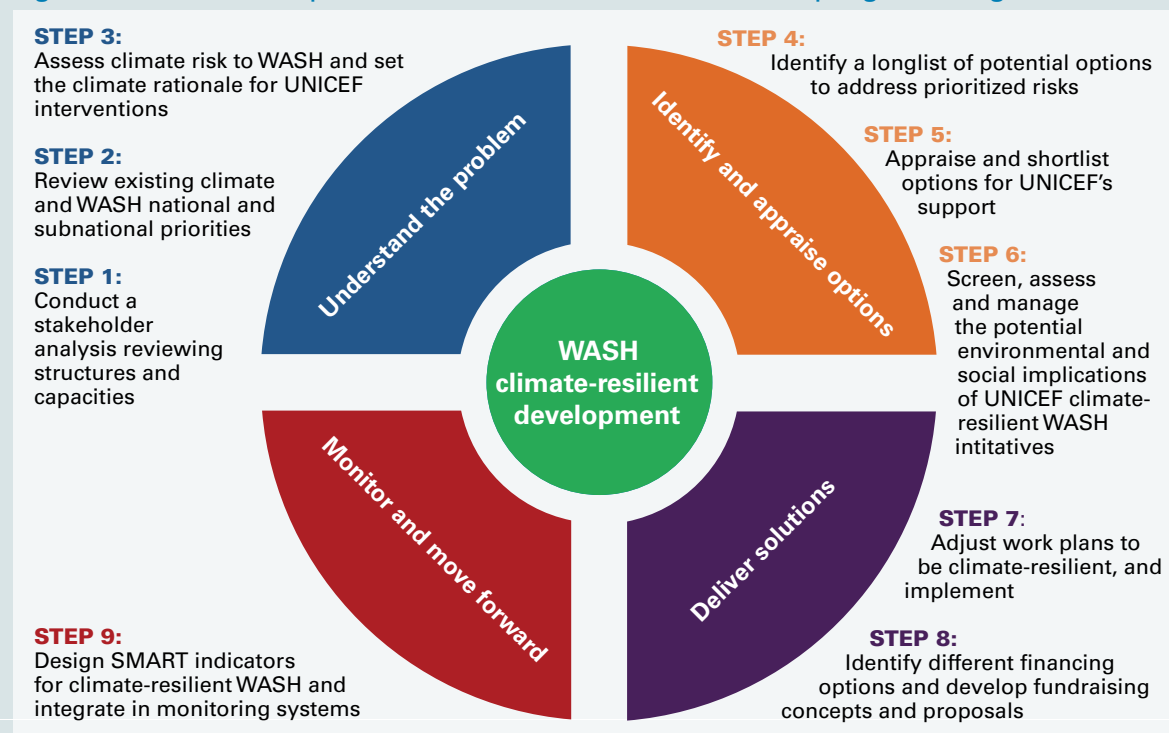 STEP 3:
Assess climate risk to WASH and set
the climate rationale for UNICEF
interventions
STEP 2:
Review existing climate
and WASH national and
subnational priorities
STEP 1:
Conduct a
stakeholder
analysis reviewing
structures and
capacities
Understand the problem
Identify and appraise options
STEP 4:
Identify a longlist of potential options
to address prioritized risks
STEP 5:
Appraise and shortlist
options for UNICEF's
support
STEP 6:
Screen, assess
and manage
the potential
environmental and
social implications
of UNICEF climate-
resilient WASH
intitatives
WASH
climate-resilient
development
Monitor and move forward
Deliver solutions
STEP 7:
Adjust work plans to
be climate-resilient, and
implement
STEP 8:
Identify different financing
options and develop fundraising
concepts and proposals
STEP 9:
Design SMART indicators
for climate-resilient WASH and
integrate in monitoring systems